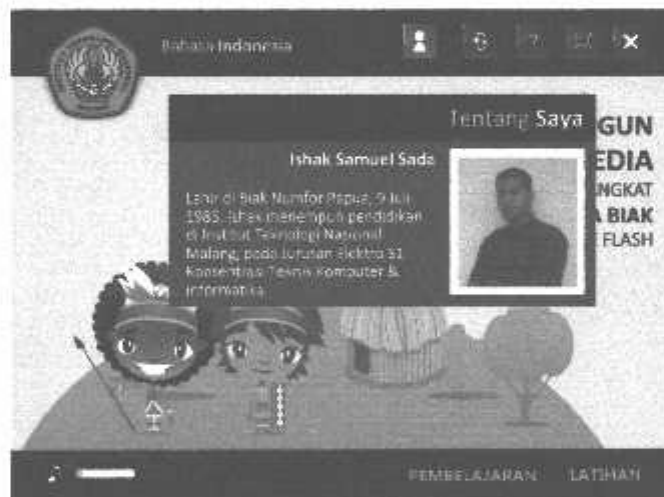 Bahasa Indonesia
?
X
Tentang Saya
GUN
EDIA
NGKAT
A BIAK
FLASH
Ishak Samuel Sada
Lahir di Biak Numfor Papua, 9 Juli
1985. Ishak menempuh pendidikan
di Institut Teknologi Nasional
Malang, pada Jurusan Elektro S1
Konsentrasi Teknik Komputer &
Informatika
PEMBELAJARAN LATIHAN